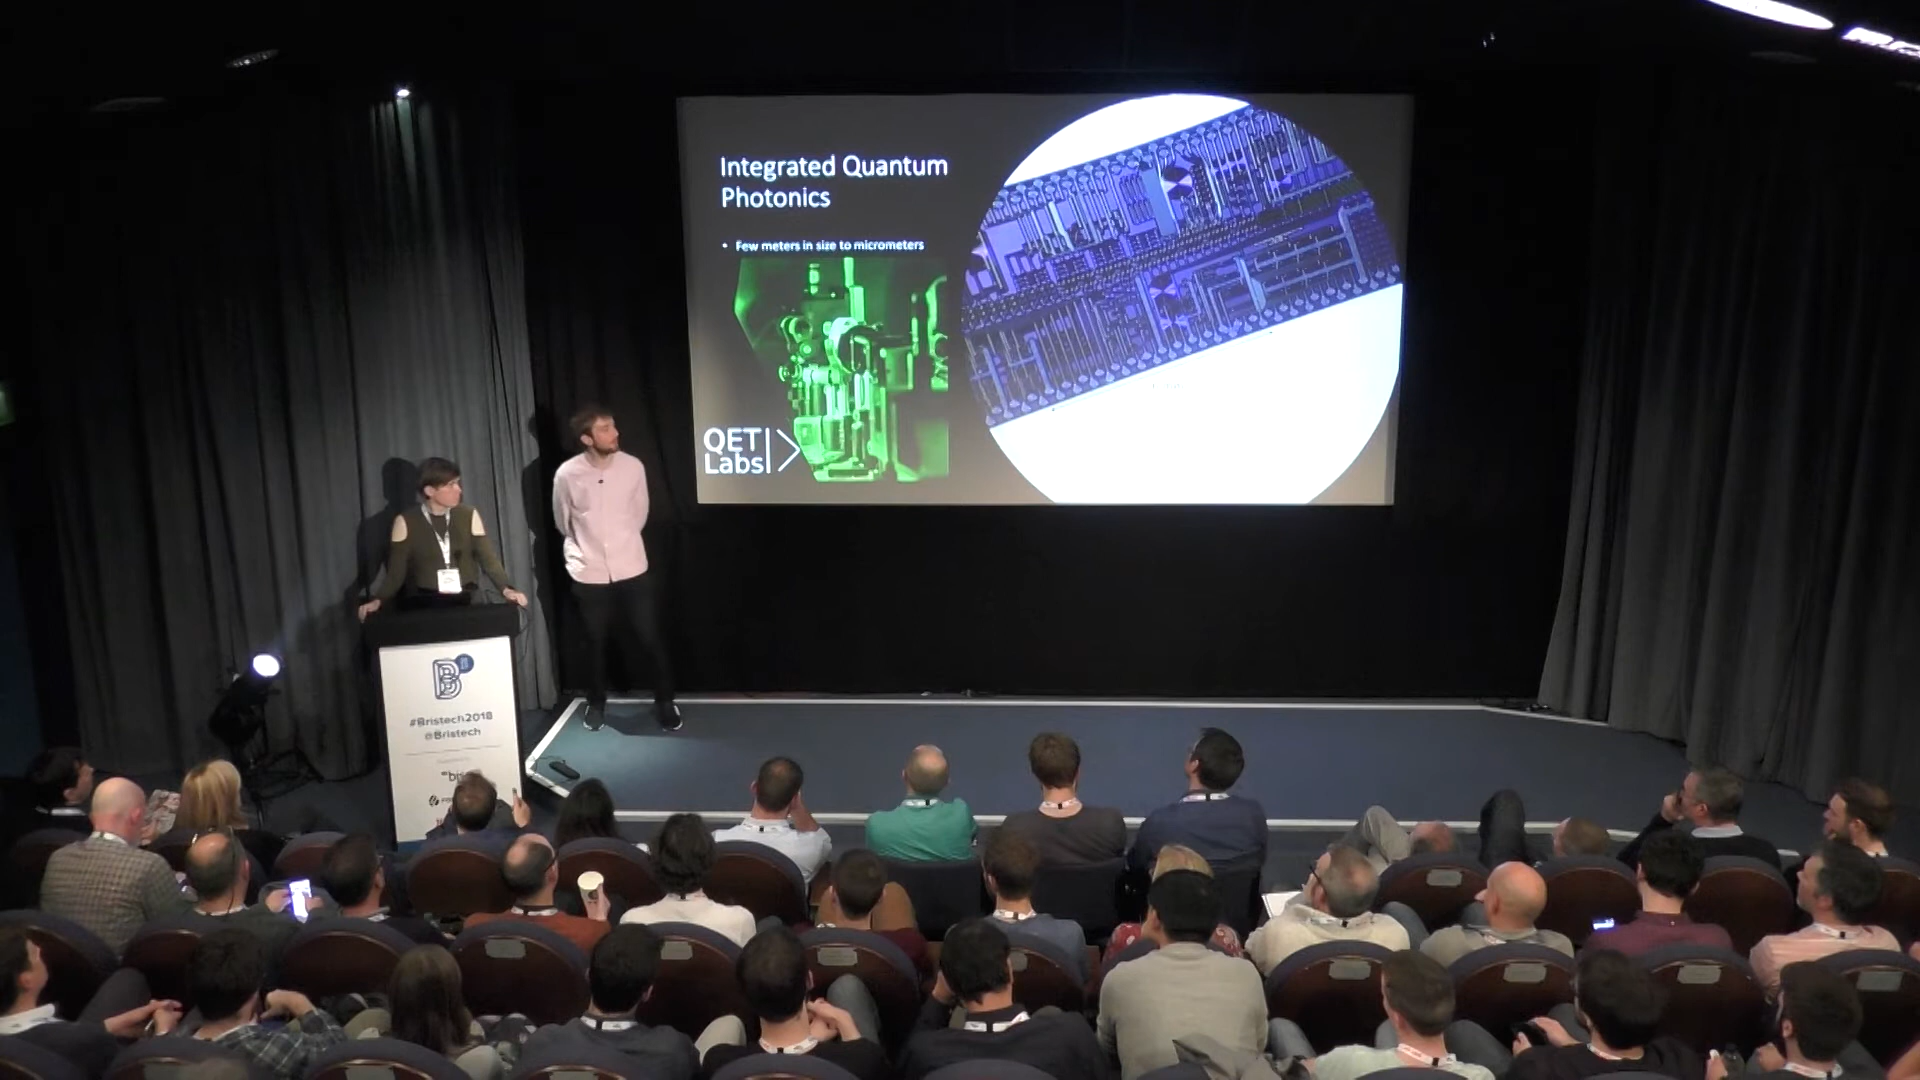 Integrated Quantum
Photonics
• Few meters in size to micrometers
QET
Labs
#Bristech2018
@Bristech